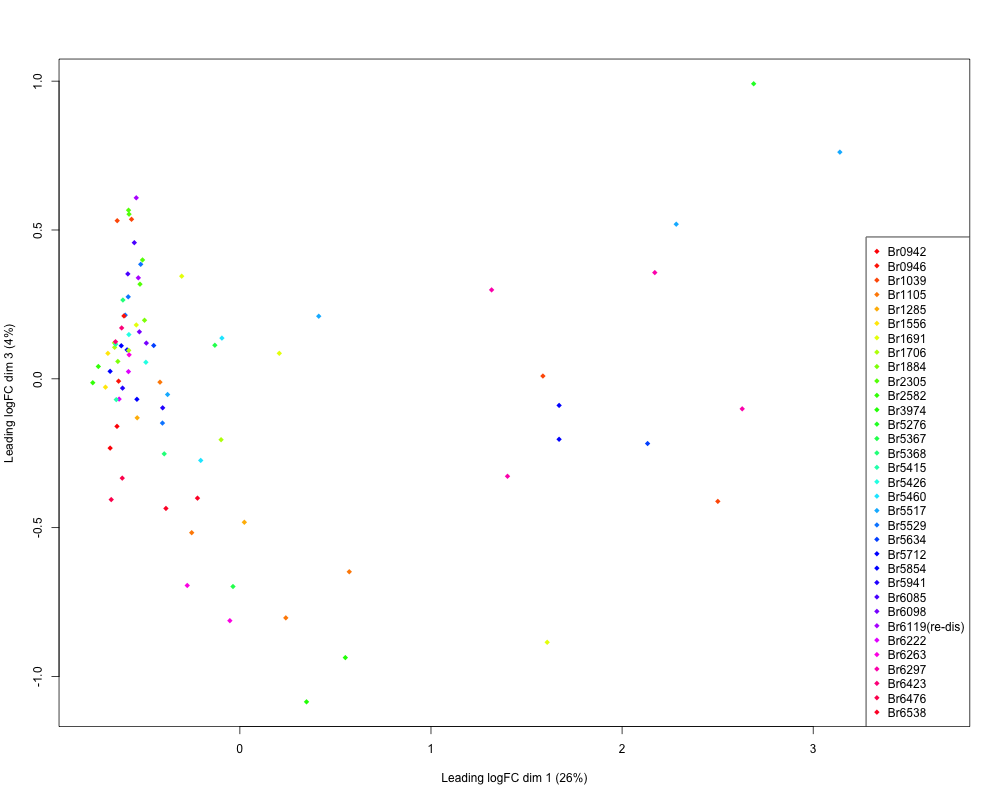 1.0
0.5
0.0
-0.5
-1.0
Leading logFC dim 3 (4%)
0
1
2
3
Leading logFC dim 1 (26%)
Br0942
Br0946
Br1039
Br1105
Br1285
Br1556
Br1691
Br1706
Br1884
Br2305
Br2582
Br3974
Br5276
Br5367
Br5368
Br5415
Br5426
Br5460
Br5517
Br5529
Br5634
Br5712
Br5854
Br5941
Br6085
Br6098
Br6119(re-dis)
Br6222
Br6263
Br6297
Br6423
Br6476
Br6538